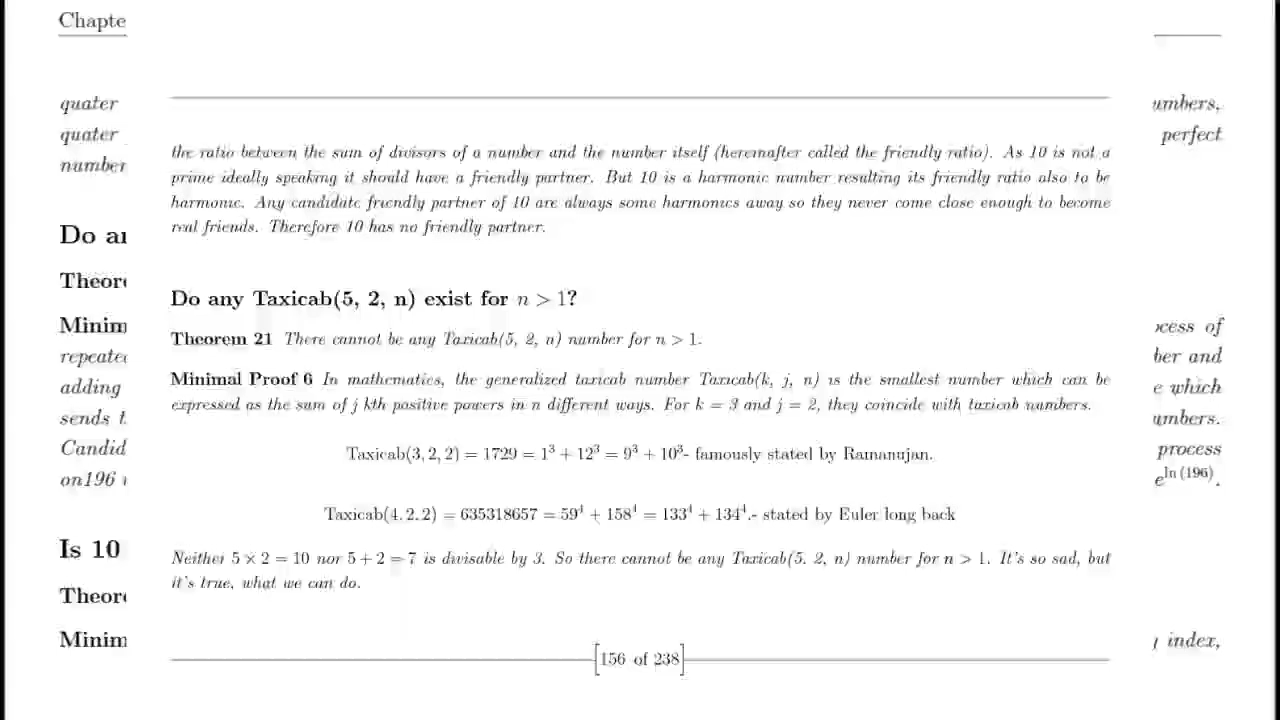 Chapte
quater
umbers,
quater
perfect
number
the ratio between the sum of divisors of a number and the number itself (hereinafter called the friendly ratio). As 10 is not a
prime ideally speaking it should have a friendly partner. But 10 is a harmonic number resulting its friendly ratio also to be
harmonic. Any candidate friendly partner of 10 are always some harmonics away so they never come close enough to become
real friends. Therefore 10 has no friendly partner.
Do any Taxicab(5, 2, n) exist for n > 1?
Theorem 21 There cannot be any Taxicab(5, 2, n) number for n > 1.
Minimal Proof 6 In mathematics, the generalized taxicab number Taxicab(k, j, n) is the smallest number which can be
expressed as the sum of j kth positive powers in n different ways. For k = 3 and j = 2, they coincide with taxicab numbers.
Taxicab(3, 2, 2) = 1729 = 1³ + 12³ = 9³ + 10³- famously stated by Ramanujan.
Taxicab(4, 2, 2) = 635318657 = 59⁴ + 158⁴ = 133⁴ + 134⁴.- stated by Euler long back
Neither 5 × 2 = 10 nor 5 + 2 = 7 is divisable by 3. So there cannot be any Taxicab(5, 2, n) number for n > 1. It's so sad, but
it's true, what we can do.
[156 of 238]
Do a
Theor
Minim
repeate
adding
sends t
Candid
on196
ber and
e which
umbers.
process
e^ln (196).
Is 10
Theor
Minim
index,